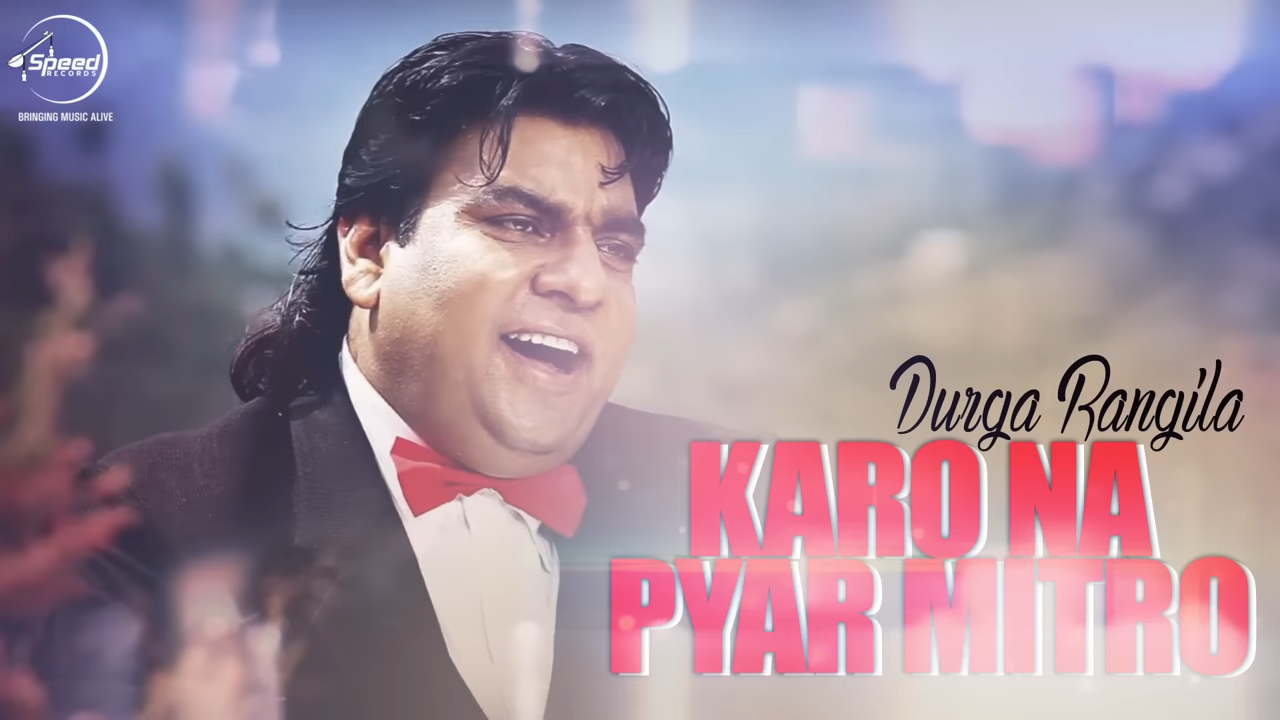 Speed
RECORDS
BRINGING MUSIC ALIVE
Durga Rangila
KARO NA
PYAR MITRO